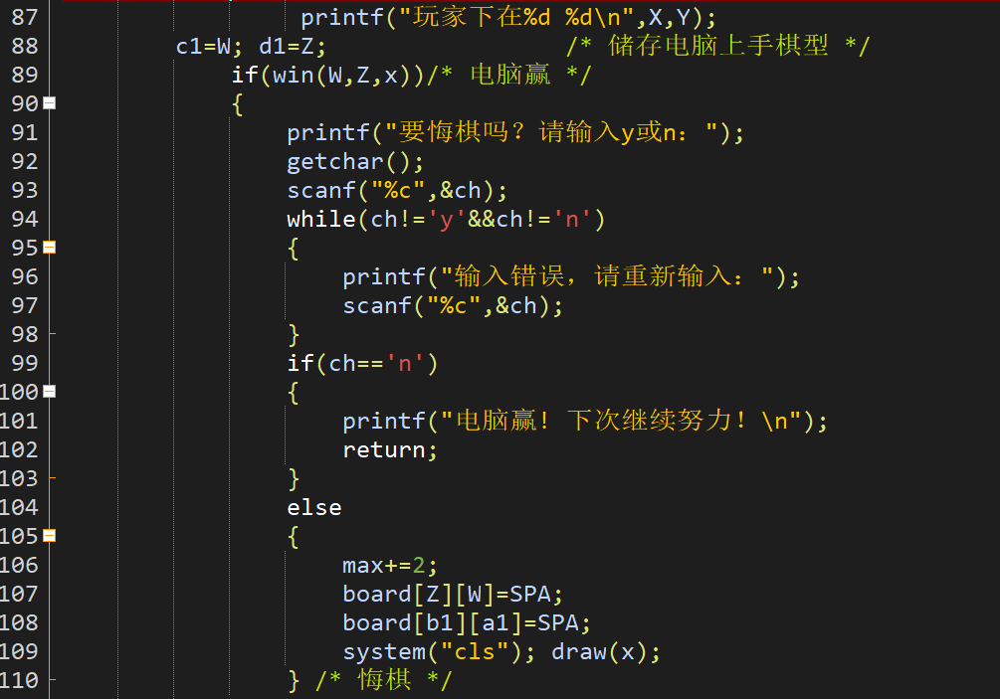 87 printf("玩家下在%d %d\n",X,Y);
88 c1=W; d1=Z; /* 储存电脑上手棋型 */
89 if(win(W,Z,x))/* 电脑赢 */
90 {
91 printf("要悔棋吗？请输入y或n：");
92 getchar();
93 scanf("%c",&ch);
94 while(ch!='y'&&ch!='n')
95 {
96 printf("输入错误，请重新输入：");
97 scanf("%c",&ch);
98 }
99 if(ch=='n')
100 {
101 printf("电脑赢！下次继续努力！\n");
102 return;
103 }
104 else
105 {
106 max+=2;
107 board[Z][W]=SPA;
108 board[b1][a1]=SPA;
109 system("cls"); draw(x);
110 } /* 悔棋 */